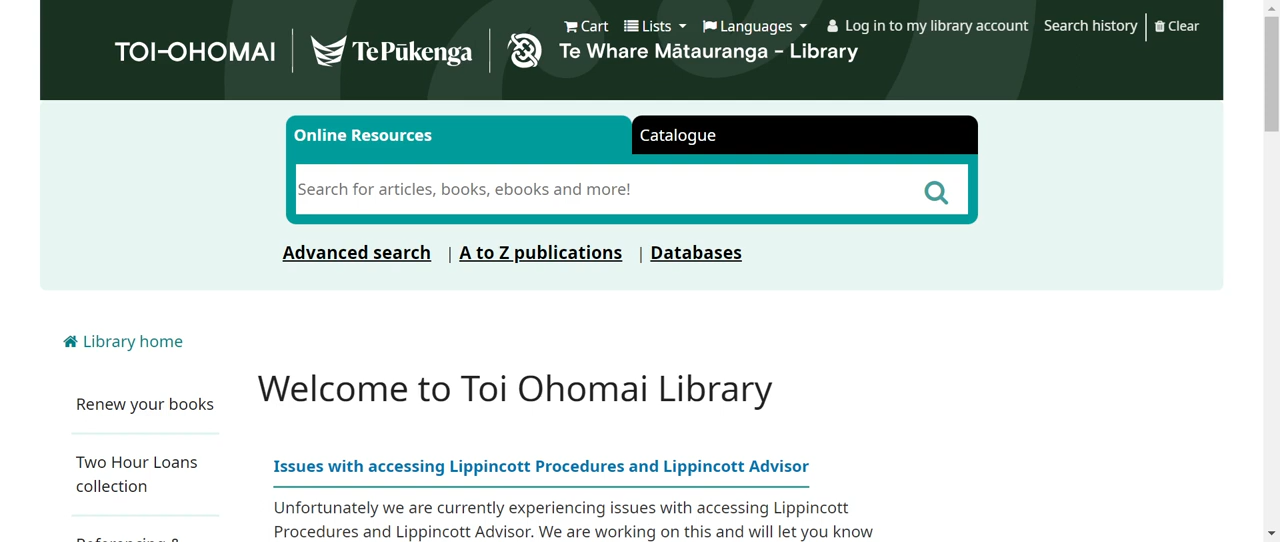 Cart Lists Languages Log in to my library account Search history Clear
TOI-OHOMAI TePūkenga Te Whare Mātauranga - Library
Online Resources Catalogue
Search for articles, books, ebooks and more!
Advanced search | A to Z publications | Databases
Library home
Welcome to Toi Ohomai Library
Renew your books
Two Hour Loans
collection
Referencing &
Issues with accessing Lippincott Procedures and Lippincott Advisor
Unfortunately we are currently experiencing issues with accessing Lippincott
Procedures and Lippincott Advisor. We are working on this and will let you know